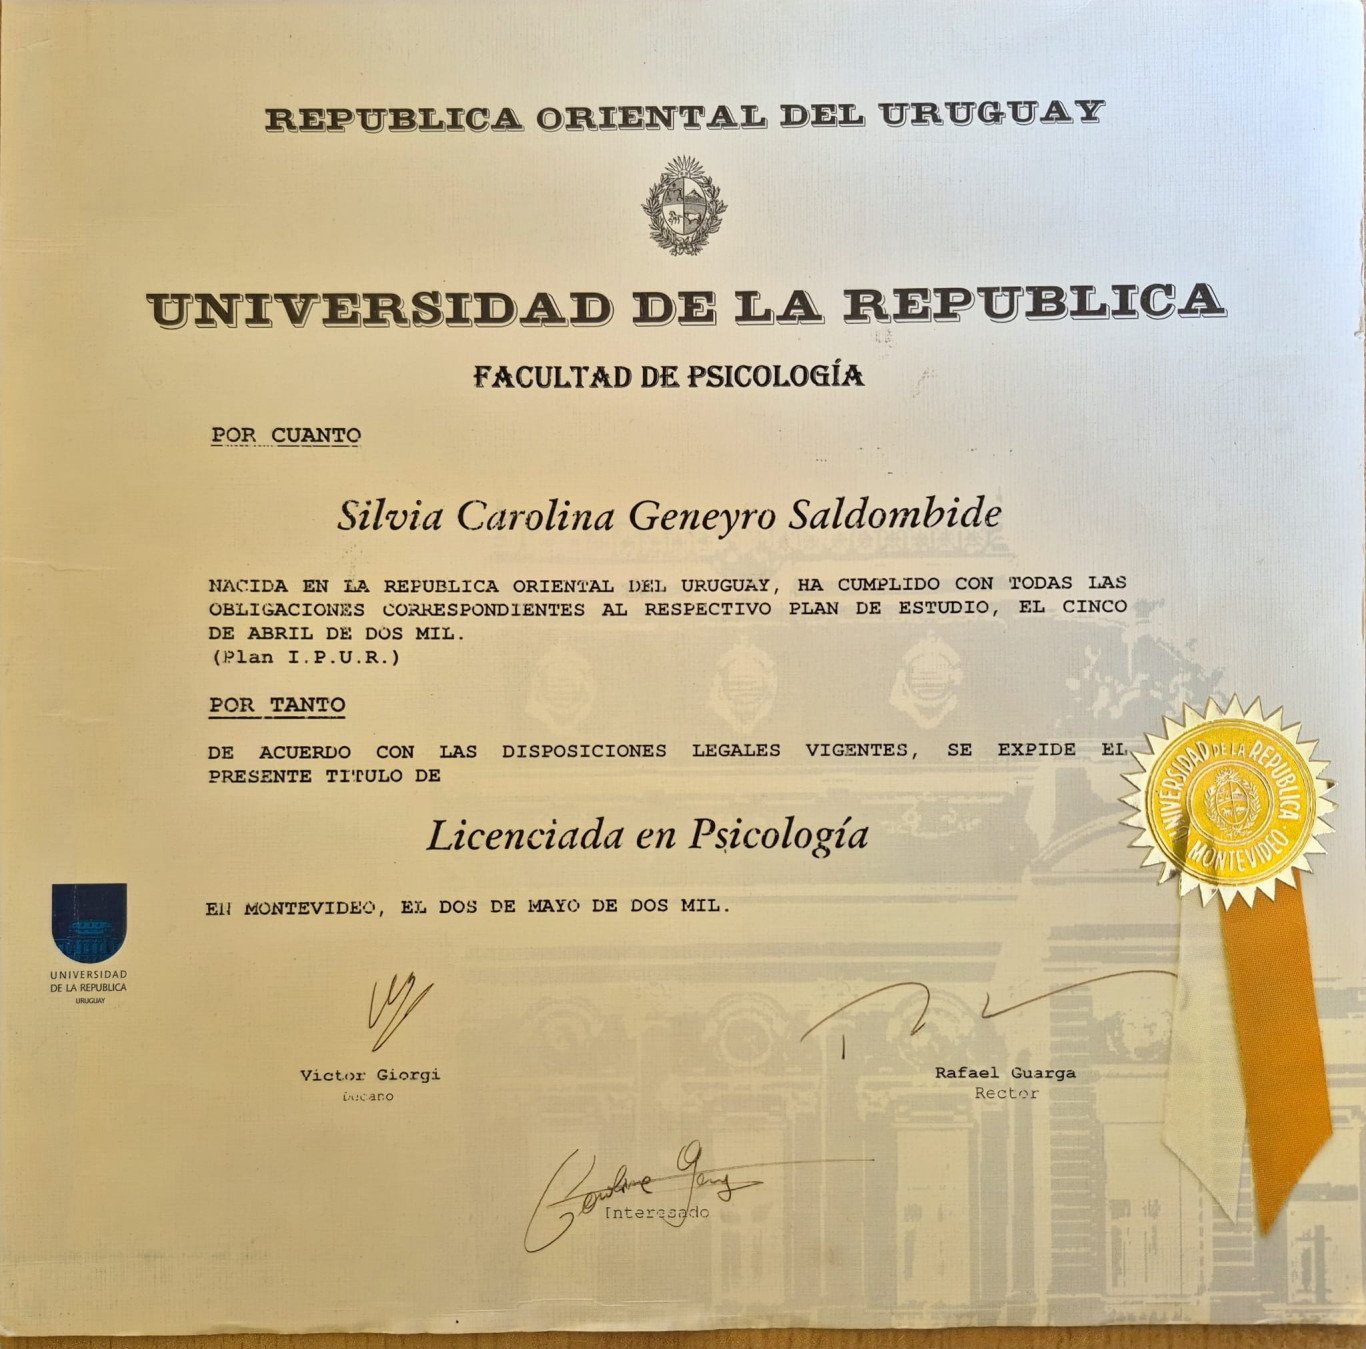 REPUBLICA ORIENTAL DEL URUGUAY
UNIVERSIDAD DE LA REPUBLICA
FACULTAD DE PSICOLOGÍA
POR CUANTO
Silvia Carolina Geneyro Saldombide
NACIDA EN LA REPUBLICA ORIENTAL DEL URUGUAY, HA CUMPLIDO CON TODAS LAS
OBLIGACIONES CORRESPONDIENTES AL RESPECTIVO PLAN DE ESTUDIO, EL CINCO
DE ABRIL DE DOS MIL.
(Plan I.P.U.R.)
POR TANTO
DE ACUERDO CON LAS DISPOSICIONES LEGALES VIGENTES, SE EXPIDE EL
PRESENTE TITULO DE
Licenciada en Psicología
EN MONTEVIDEO, EL DOS DE MAYO DE DOS MIL.
UNIVERSIDAD DE LA REPUBLICA
MONTEVIDEO
UNIVERSIDAD
DE LA REPUBLICA
URUGUAY
Victor Giorgi
Decano
Rafael Guarga
Rector
Interesado